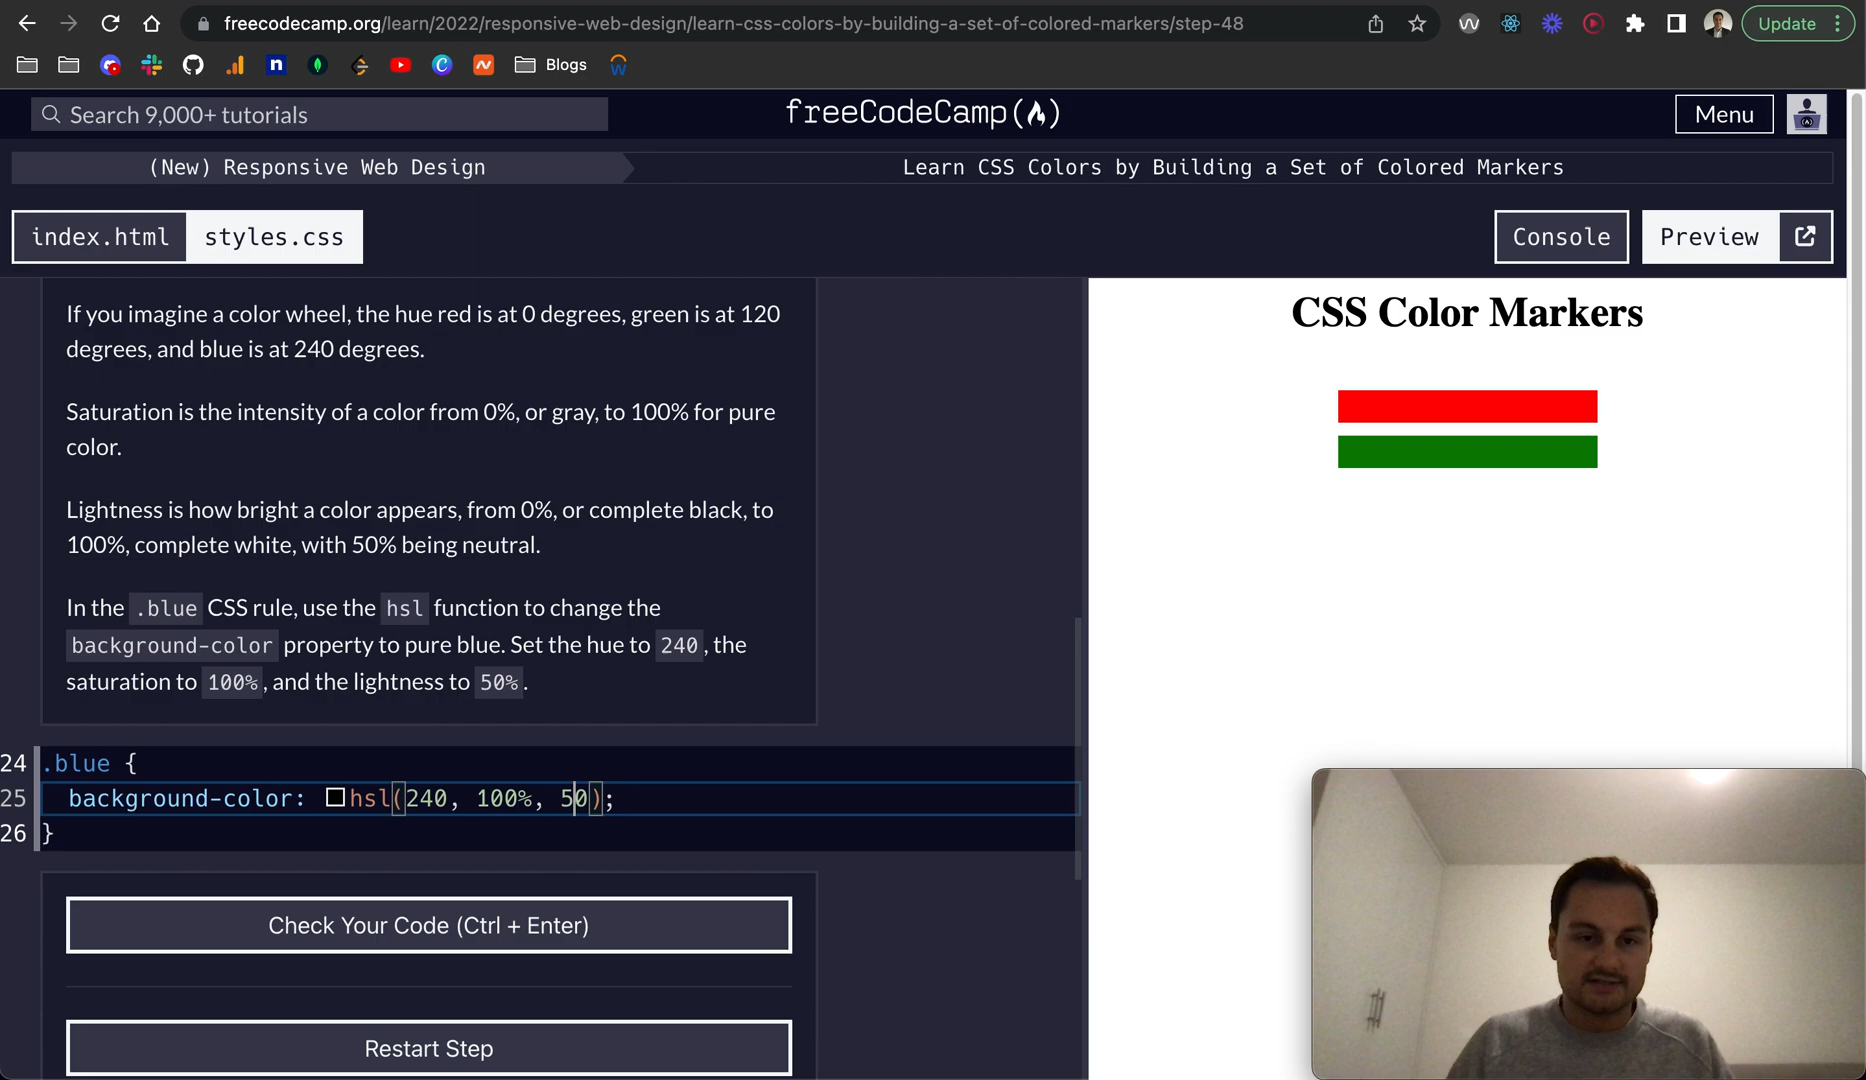 freecodecamp.org/learn/2022/responsive-web-design/learn-css-colors-by-building-a-set-of-colored-markers/step-48
Update
Blogs
Search 9,000+ tutorials
freeCodeCamp
Menu
(New) Responsive Web Design
Learn CSS Colors by Building a Set of Colored Markers
index.html
styles.css
Console
Preview
If you imagine a color wheel, the hue red is at 0 degrees, green is at 120
degrees, and blue is at 240 degrees.
Saturation is the intensity of a color from 0%, or gray, to 100% for pure
color.
Lightness is how bright a color appears, from 0%, or complete black, to
100%, complete white, with 50% being neutral.
In the .blue CSS rule, use the hsl function to change the
background-color property to pure blue. Set the hue to 240, the
saturation to 100%, and the lightness to 50%.
24 .blue {
25 background-color: hsl(240, 100%, 50);
26 }
Check Your Code (Ctrl + Enter)
Restart Step
CSS Color Markers